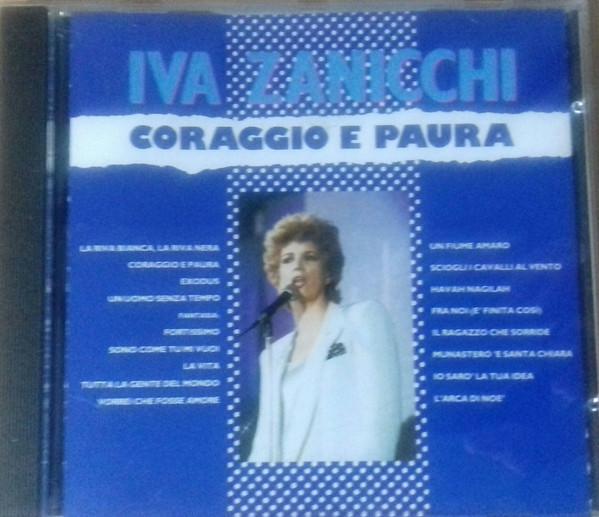 IVA ZANICCHI
CORAGGIO E PAURA
LA RIVA BIANCA, LA RIVA NERA
CORAGGIO E PAURA
EXODUS
UN UOMO SENZA TEMPO
FANTASIA:
FORTISSIMO
SONO COME TU MI VUOI
LA VITA
TUTTA LA GENTE DEL MONDO
VORREI CHE FOSSE AMORE
UN FIUME AMARO
SCIOGLI I CAVALLI AL VENTO
HAVAH NAGILAH
FRA NOI (E' FINITA COSÌ)
IL RAGAZZO CHE SORRIDE
MUNASTERO 'E SANTA CHIARA
IO SARO' LA TUA IDEA
L'ARCA DI NOE'